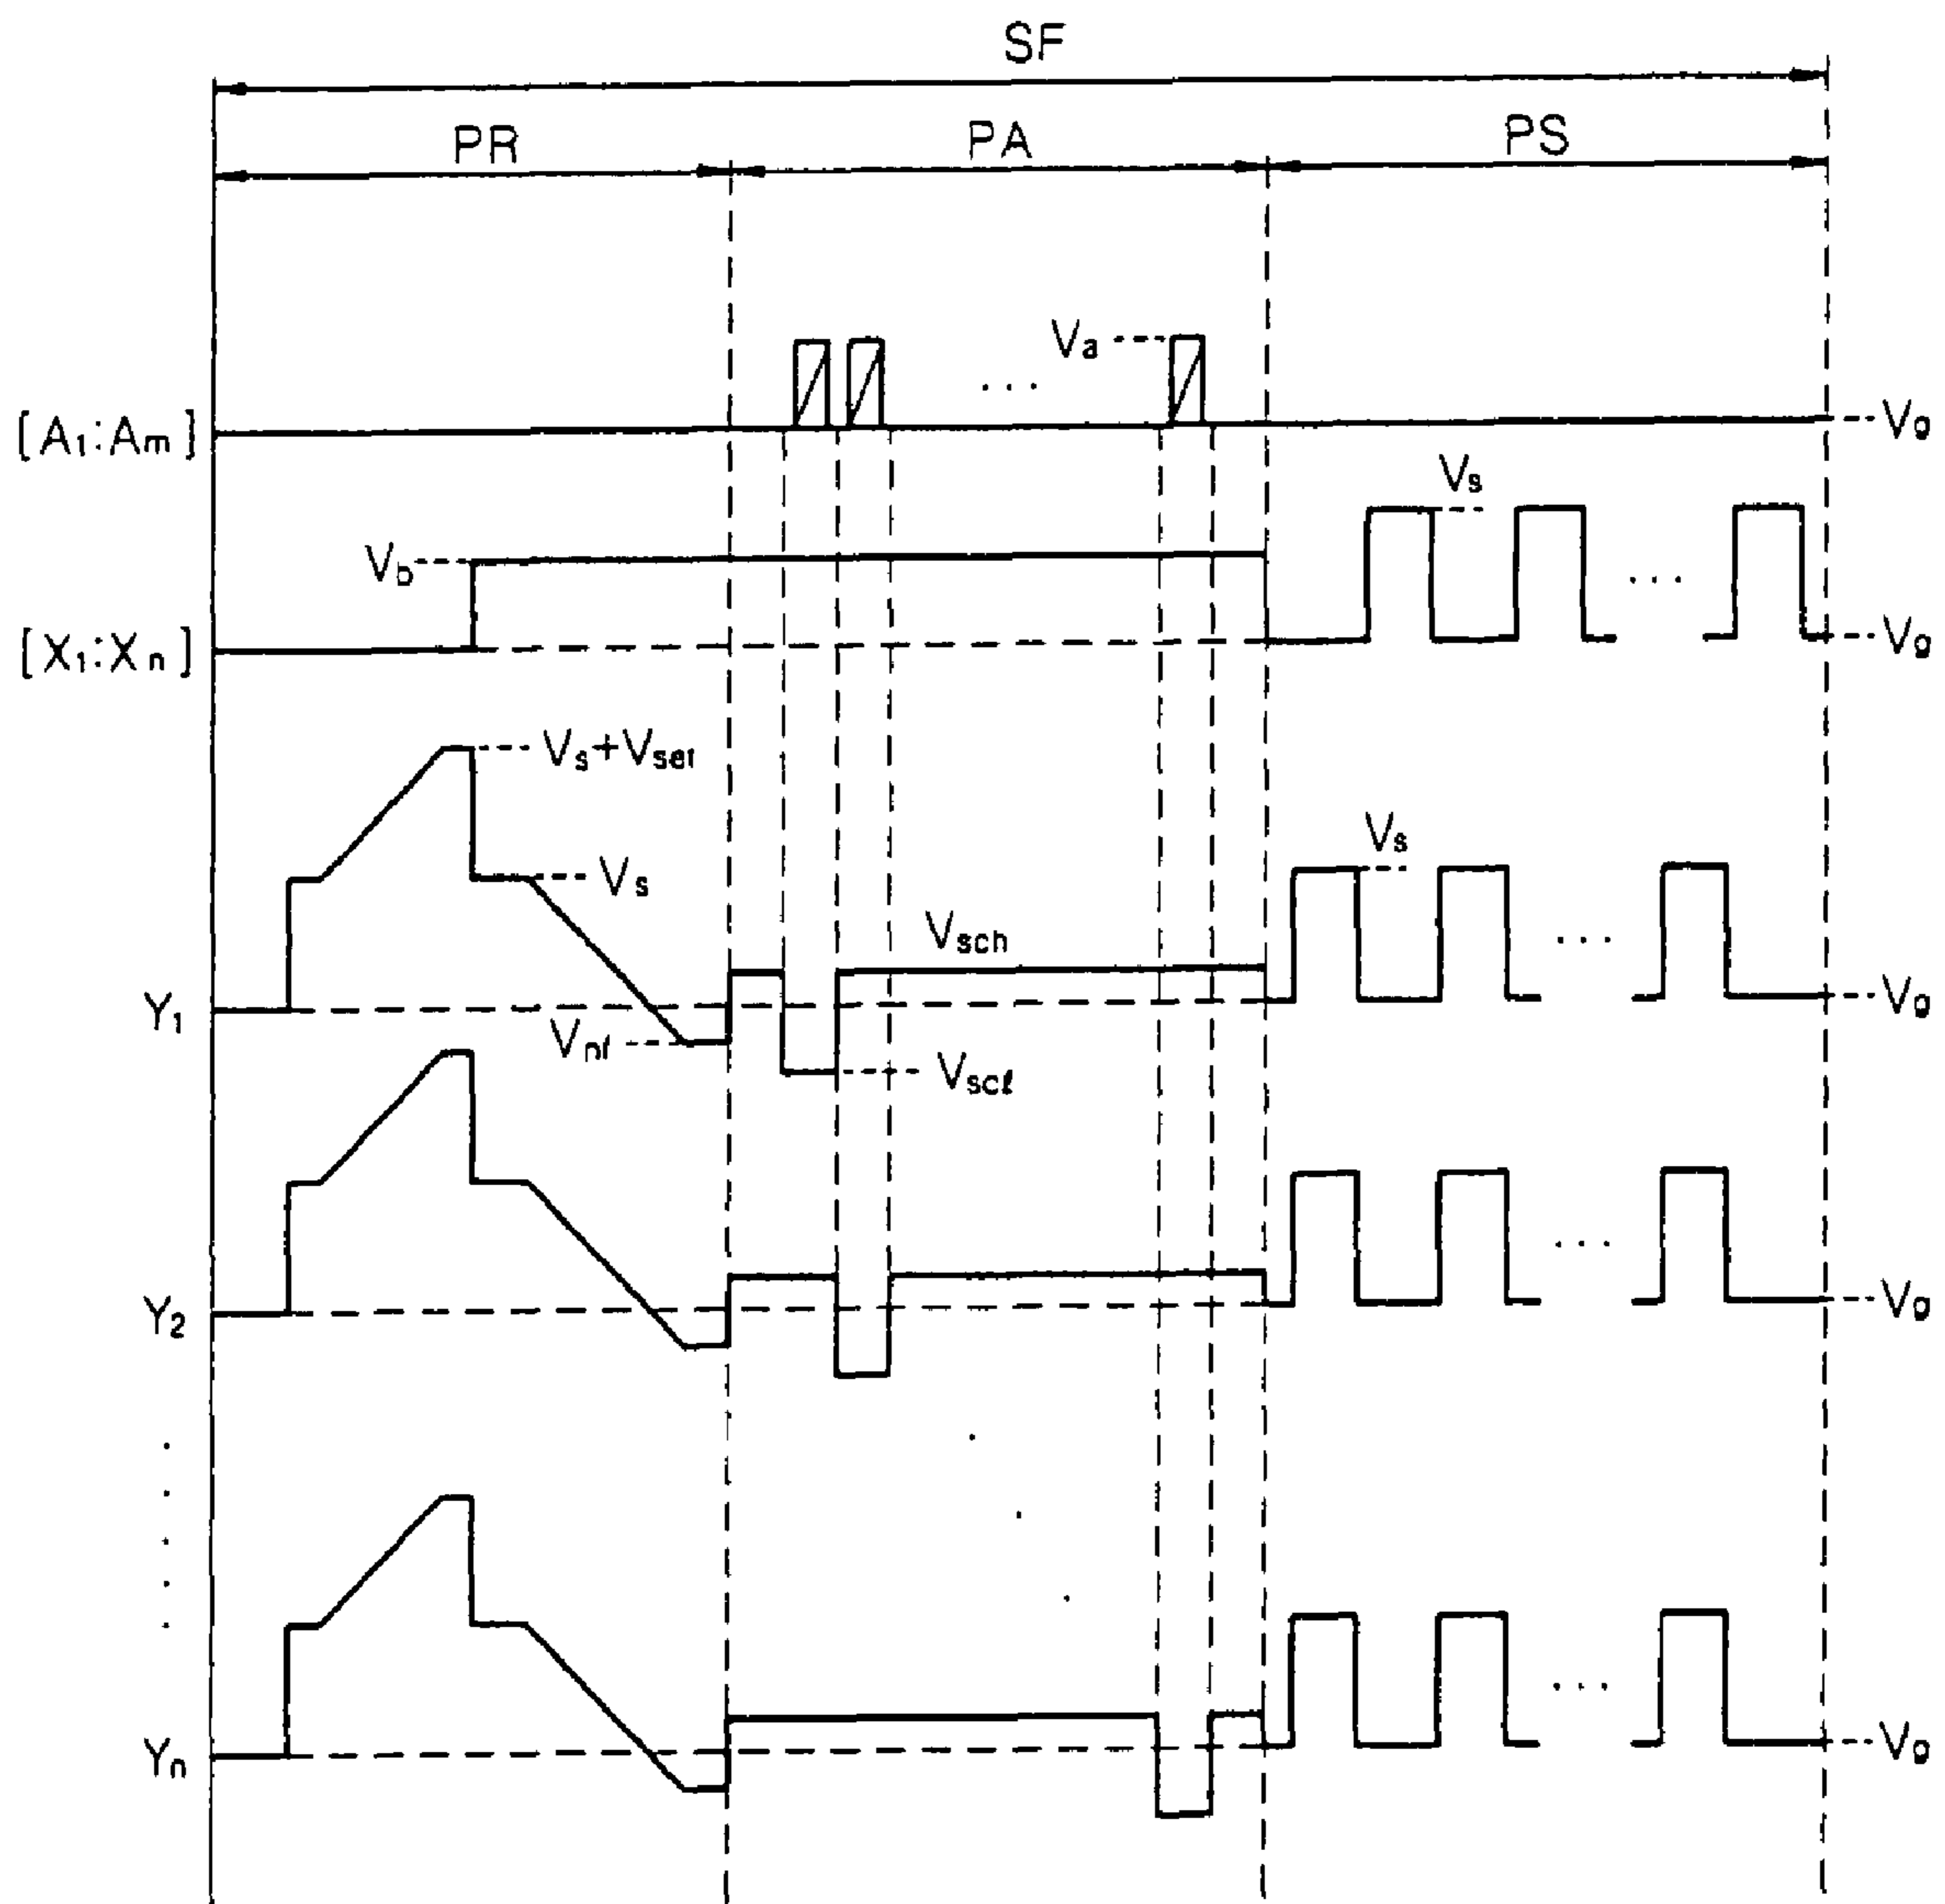 SF
PR PA PS
Va
[A₁:Am] Vg
Vs
Vb
[X₁:Xn] Vg
Vs+Vset
Vs
Vs
Vsch
Y₁ Vg
Vnf
Vscℓ
...
Y₂ Vg
...
Yn Vg